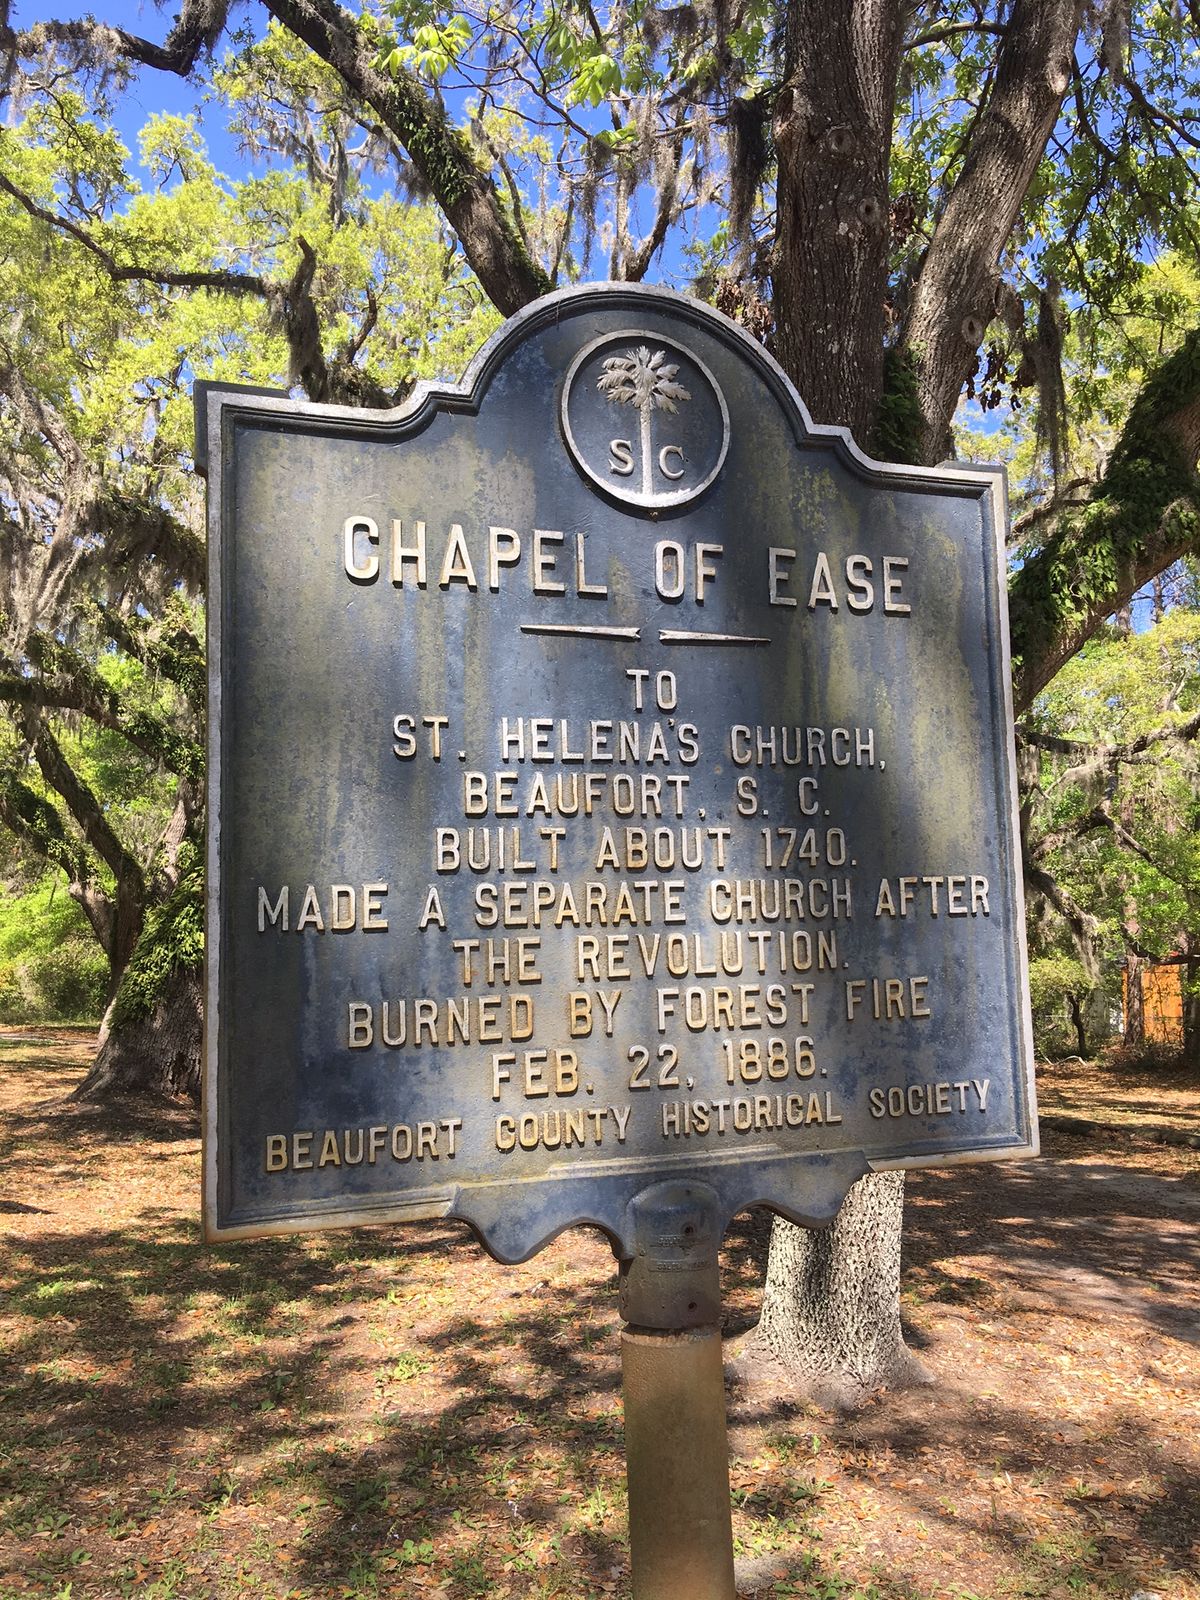 S C
CHAPEL OF EASE
TO
ST. HELENA'S CHURCH,
BEAUFORT, S. C.
BUILT ABOUT 1740.
MADE A SEPARATE CHURCH AFTER
THE REVOLUTION.
BURNED BY FOREST FIRE
FEB. 22, 1886.
BEAUFORT COUNTY HISTORICAL SOCIETY